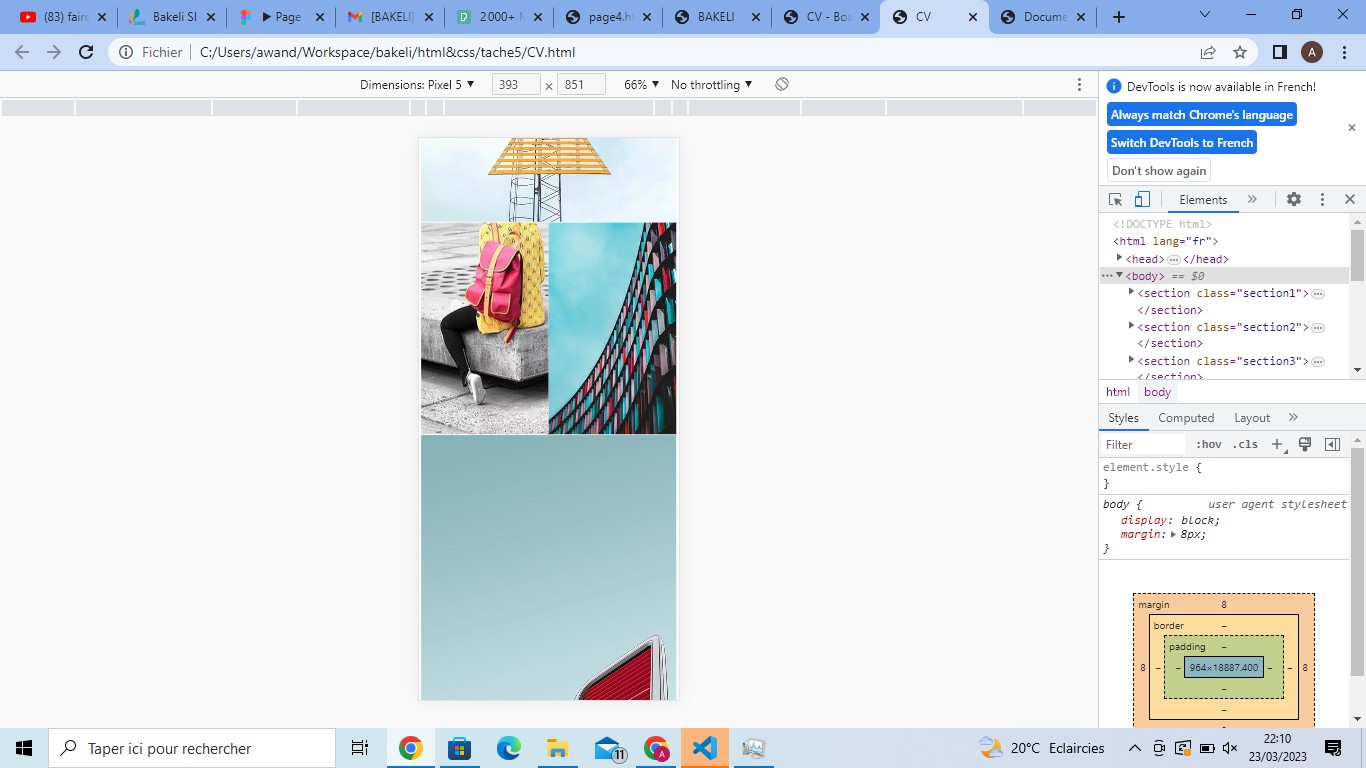 (83) faire
Bakeli Sl
Page
[BAKELI]
2 000+ M
page4.ht
BAKEL
CV - Box
CV
Docume
Fichier
C:/Users/awand/Workspace/bakeli/html&css/tache5/CV.html
A
Dimensions: Pixel 5 ▼
393 × 851
66% ▼
No throttling ▼
DevTools is now available in French!
Always match Chrome's language
Switch DevTools to French
Don't show again
Elements
<!DOCTYPE html>
<html lang="fr">
<head> … </head>
<body> == $0
<section class="section1"> …
</section>
<section class="section2"> …
</section>
<section class="section3"> …
</section>
html body
Styles Computed Layout
Filter :hov .cls
element.style {
}
body { user agent stylesheet
display: block;
margin: ▶ 8px;
}
margin 8
border –
padding –
8 – – 964×18887.400 – – 8
–
–
Taper ici pour rechercher
11
A
20°C Eclaircies
22:10
23/03/2023